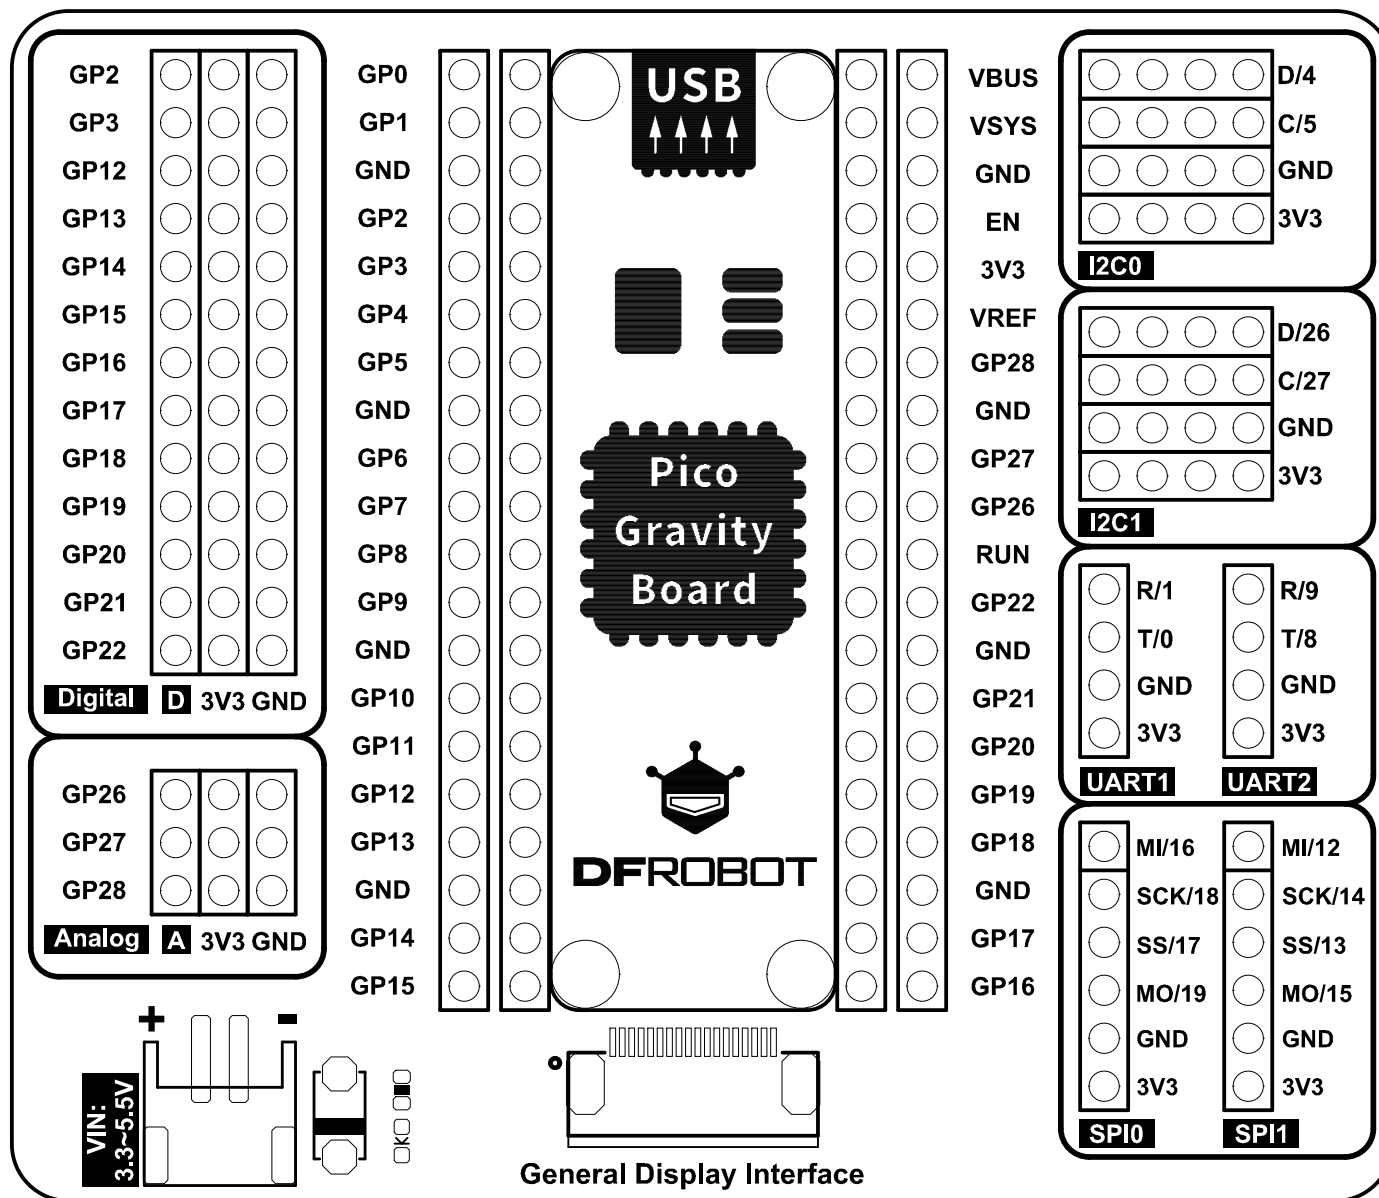 GP2
GP3
GP12
GP13
GP14
GP15
GP16
GP17
GP18
GP19
GP20
GP21
GP22
Digital D 3V3 GND
GP26
GP27
GP28
Analog A 3V3 GND
+ -
VIN:
3.3~5.5V
K
GP0
GP1
GND
GP2
GP3
GP4
GP5
GND
GP6
GP7
GP8
GP9
GND
GP10
GP11
GP12
GP13
GND
GP14
GP15
USB
Pico
Gravity
Board
DFROBOT
General Display Interface
VBUS
VSYS
GND
EN
3V3
VREF
GP28
GND
GP27
GP26
RUN
GP22
GND
GP21
GP20
GP19
GP18
GND
GP17
GP16
D/4
C/5
GND
3V3
I2C0
D/26
C/27
GND
3V3
I2C1
R/1
T/0
GND
3V3
UART1
R/9
T/8
GND
3V3
UART2
MI/16
SCK/18
SS/17
MO/19
GND
3V3
SPI0
MI/12
SCK/14
SS/13
MO/15
GND
3V3
SPI1